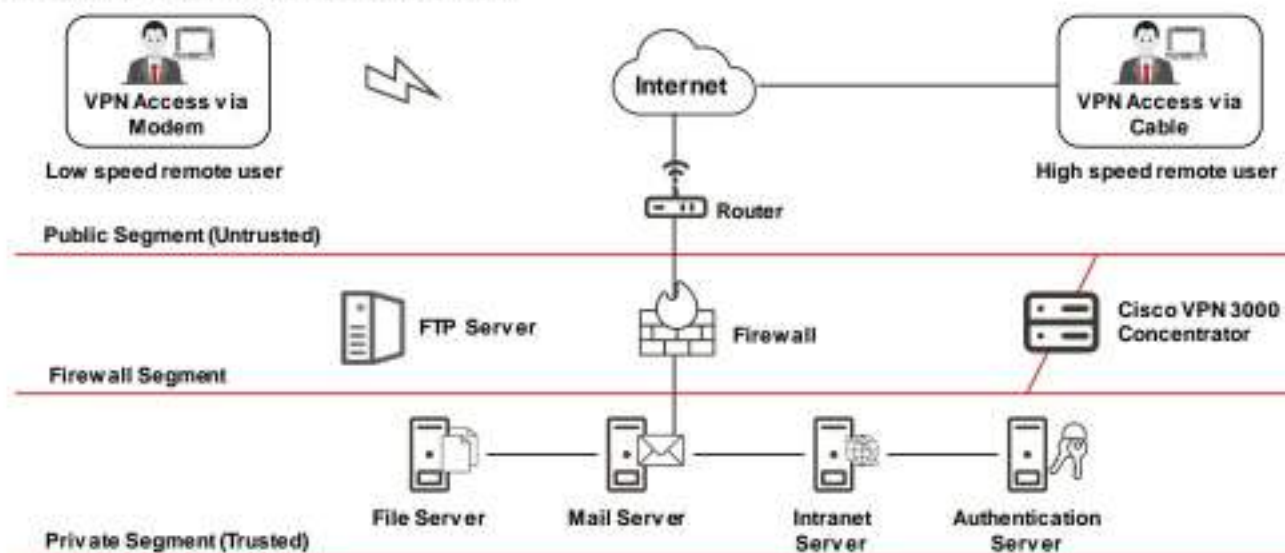 VPN Access via
Modem
Low speed remote user
Internet
VPN Access via
Cable
High speed remote user
Router
Public Segment (Untrusted)
FTP Server
Firewall
Cisco VPN 3000
Concentrator
Firewall Segment
File Server
Mail Server
Intranet
Server
Authentication
Server
Private Segment (Trusted)